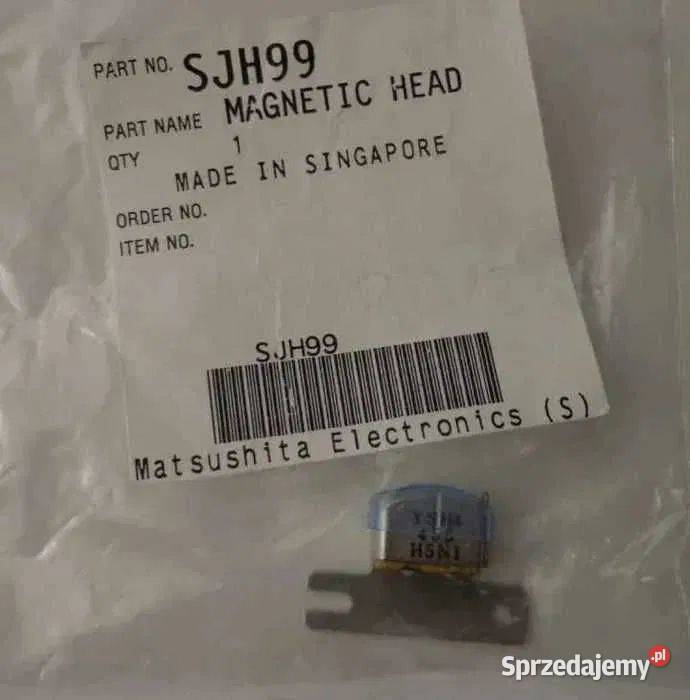 PART NO. SJH99
PART NAME MAGNETIC HEAD
QTY 1
MADE IN SINGAPORE
ORDER NO.
ITEM NO.
SJH99
Matsushita Electronics (S)
H5N1
Sprzedajemy.pl